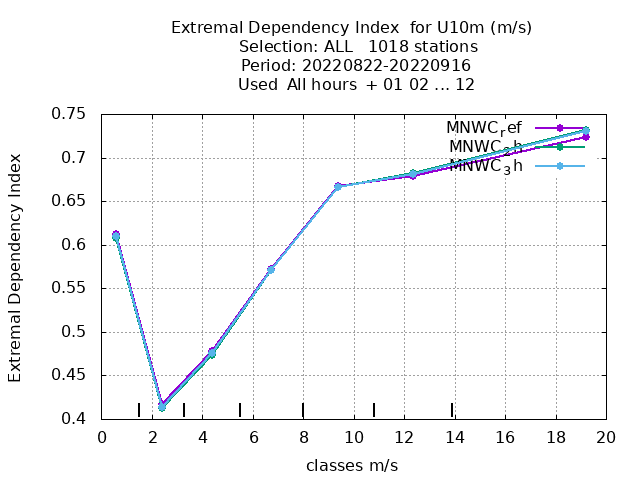 Extremal Dependency Index for U10m (m/s)
Selection: ALL 1018 stations
Period: 20220822-20220916
Used All hours + 01 02 ... 12
Extremal Dependency Index
0.75
0.7
0.65
0.6
0.55
0.5
0.45
0.4
MNWCref
MNWC3h
0 2 4 6 8 10 12 14 16 18 20
classes m/s